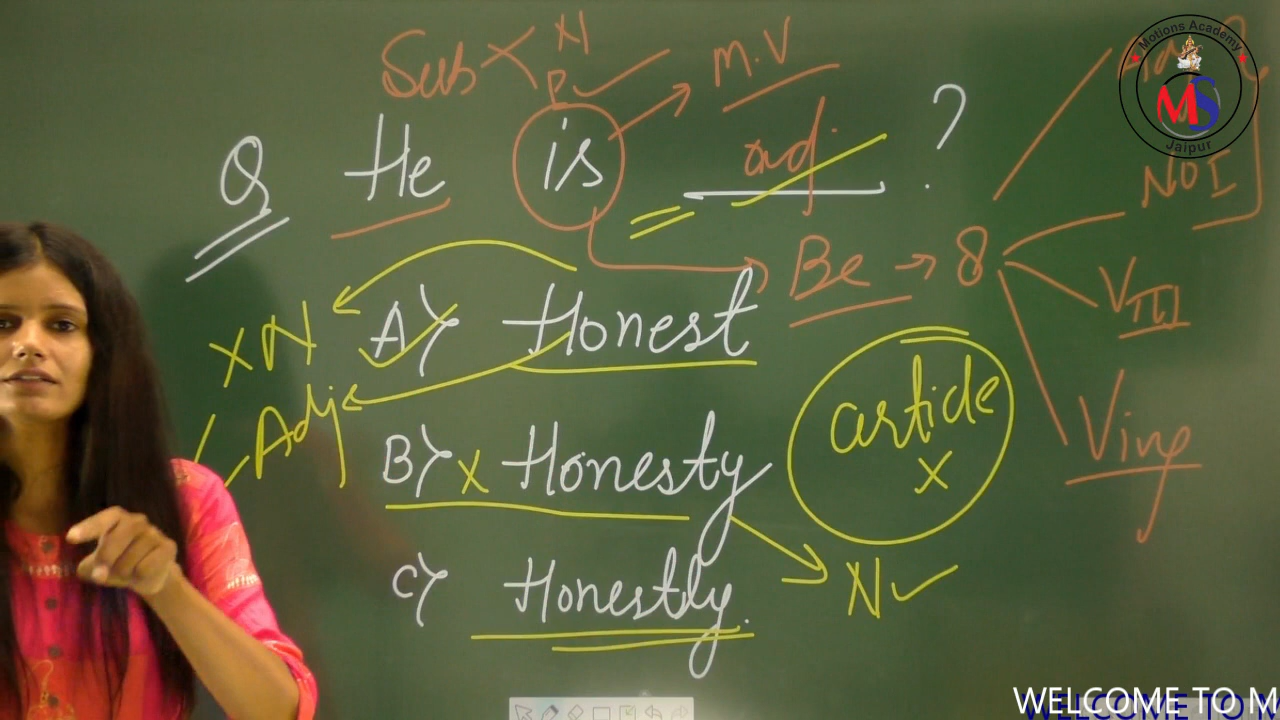 Sub N M.V
P
Q He is adj ?
NOI
Be → 8
VIII
Ving
X N A) Honest
Adj
article
X
B) X Honesty
N ✓
C) Honestly.
Motions Academy
MS
Jaipur
WELCOME TO M